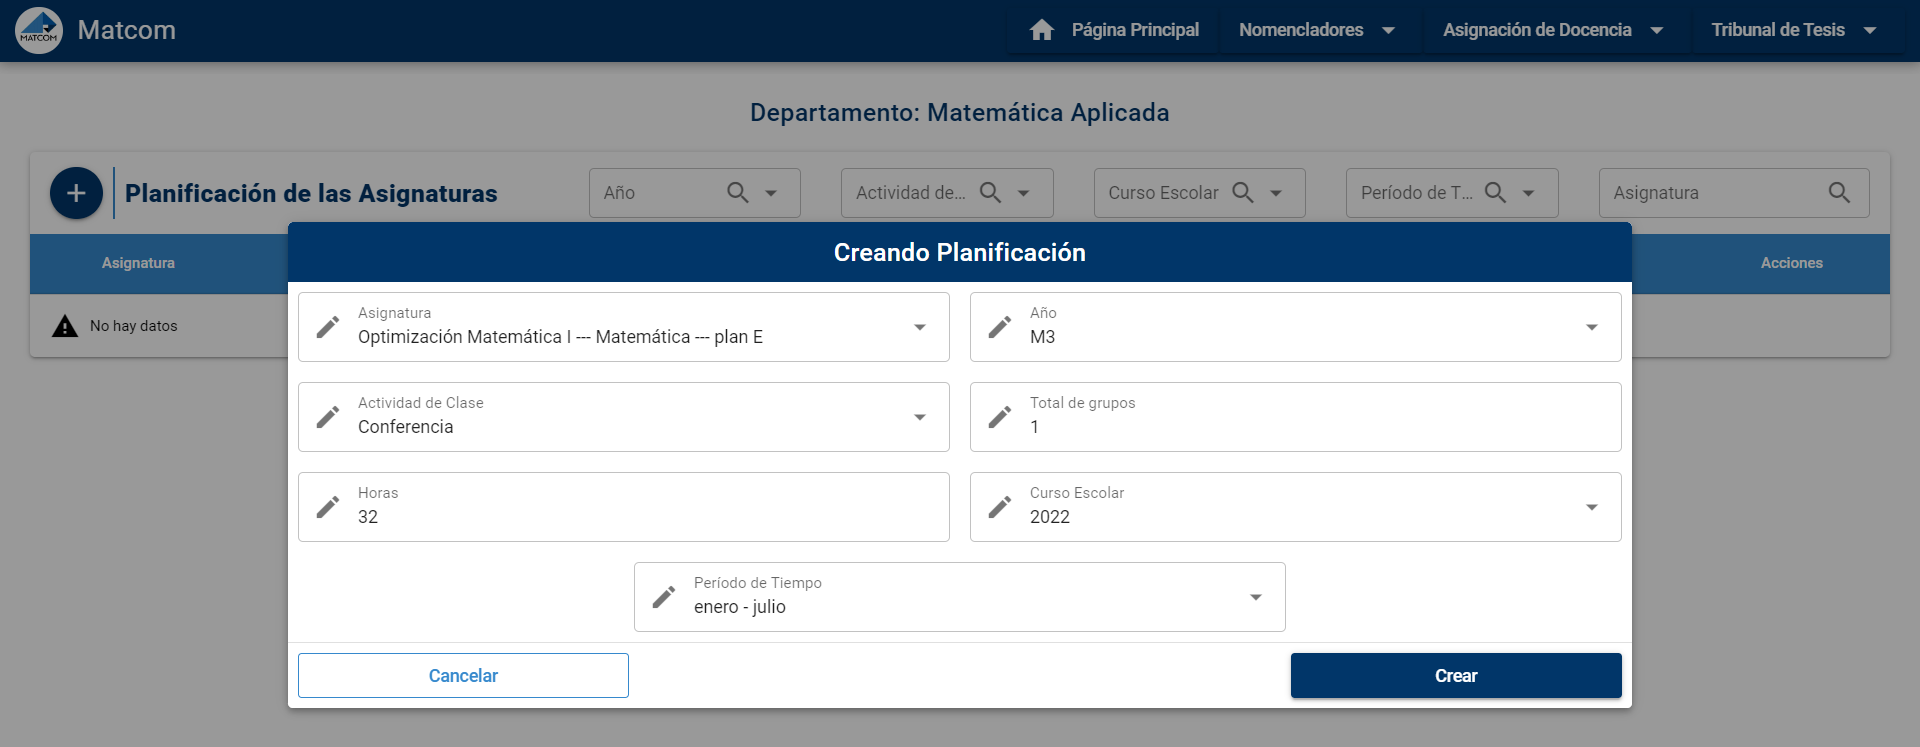 MATCOM
Matcom
Página Principal
Nomencladores
Asignación de Docencia
Tribunal de Tesis
Departamento: Matemática Aplicada
Planificación de las Asignaturas
Año
Actividad de...
Curso Escolar
Período de T...
Asignatura
Asignatura
Acciones
No hay datos
Creando Planificación
Asignatura
Optimización Matemática I --- Matemática --- plan E
Año
M3
Actividad de Clase
Conferencia
Total de grupos
1
Horas
32
Curso Escolar
2022
Período de Tiempo
enero - julio
Cancelar
Crear